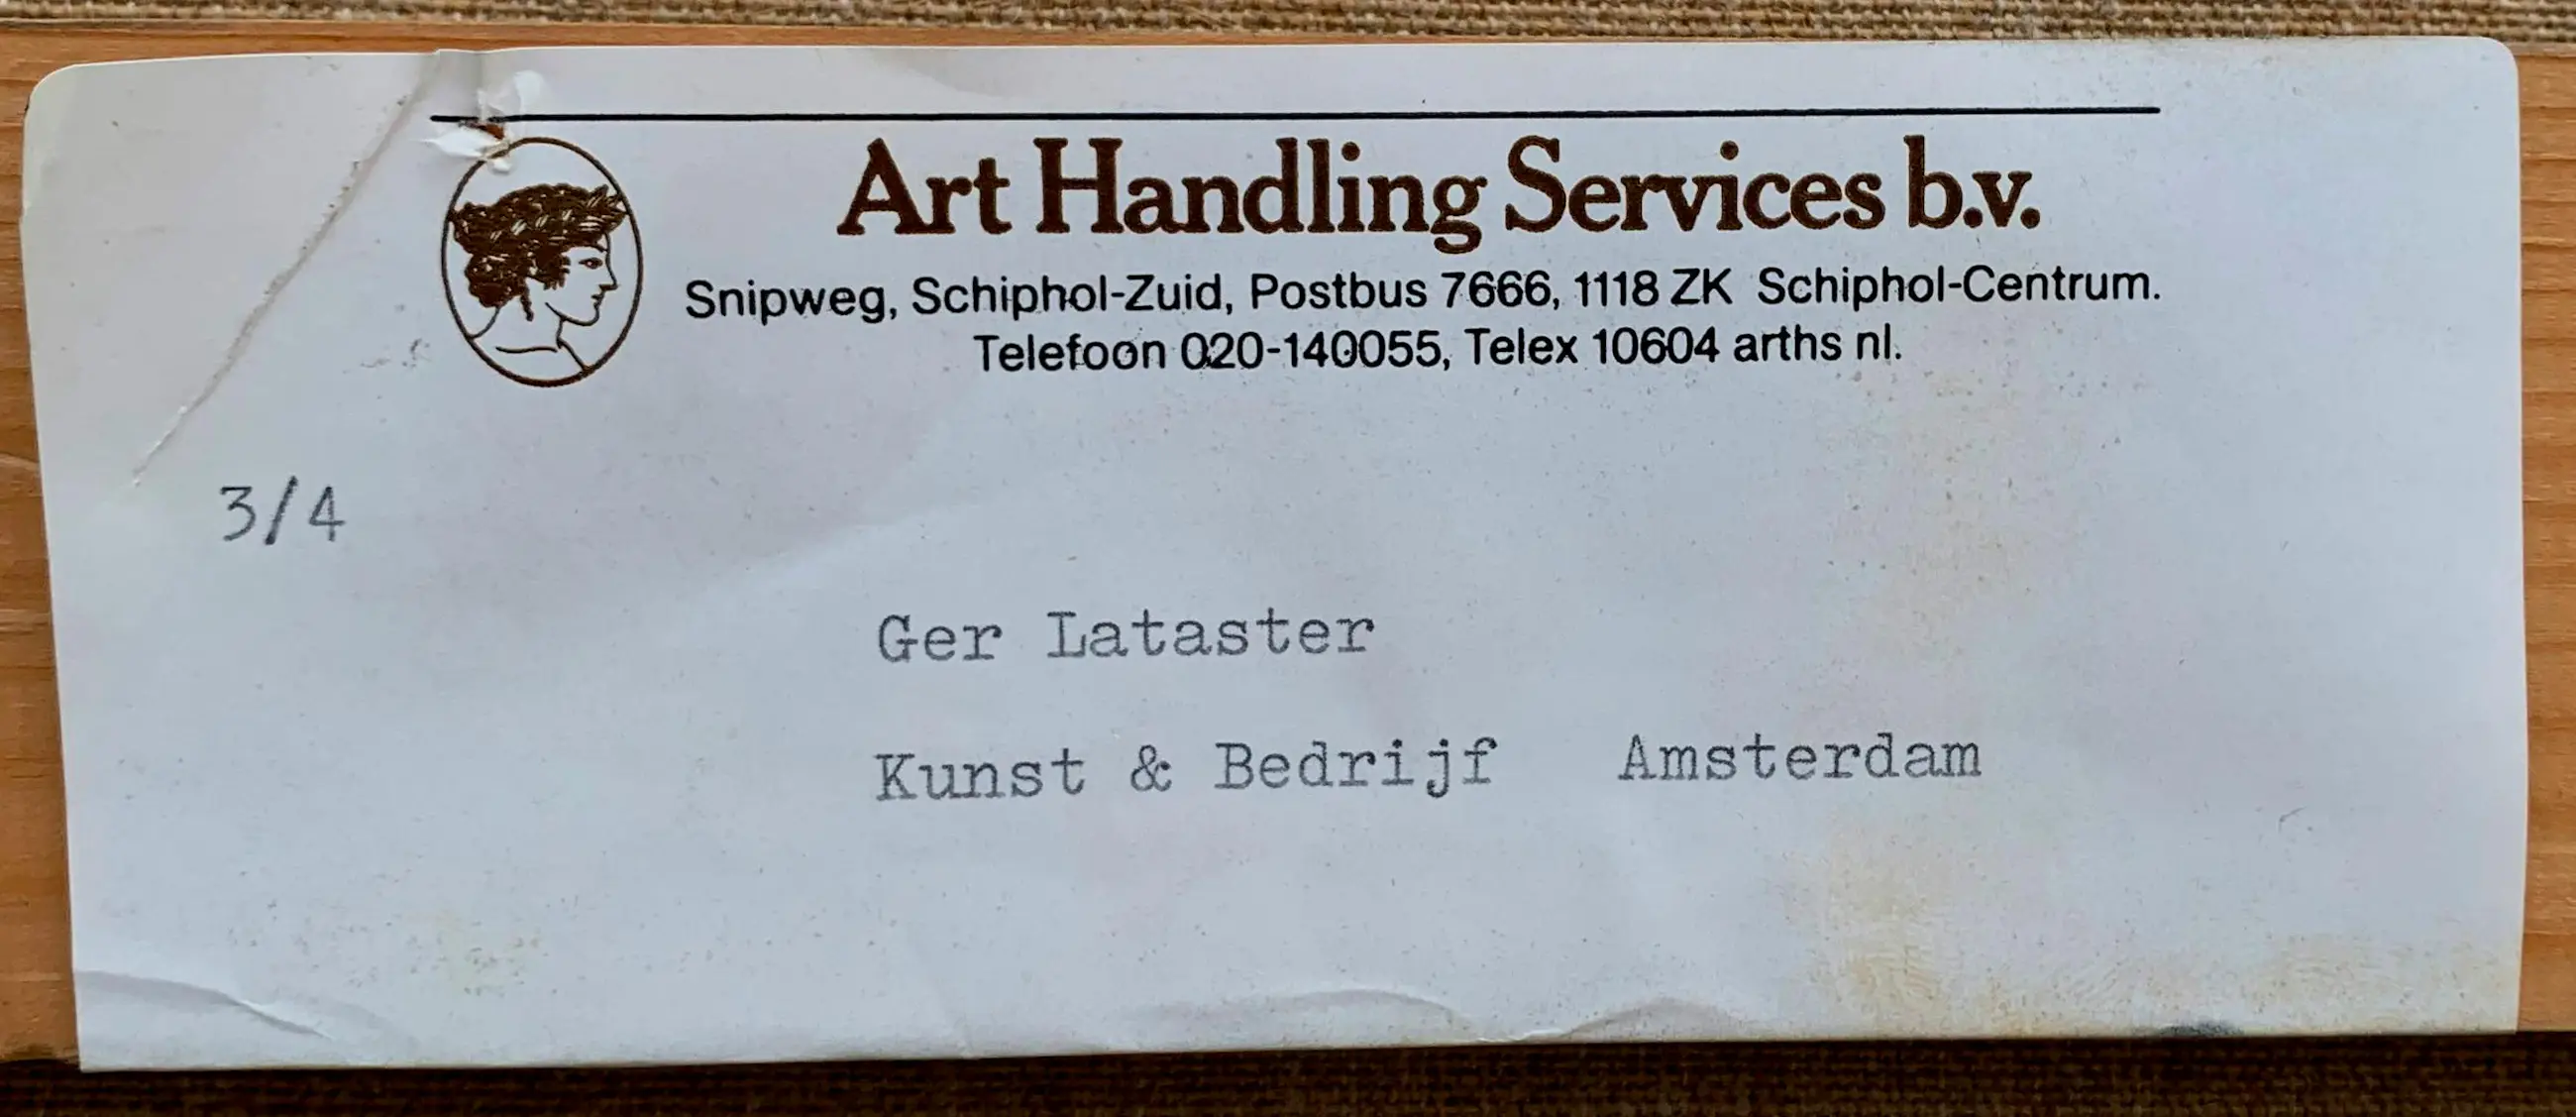 Art Handling Services b.v.
Snipweg, Schiphol-Zuid, Postbus 7666, 1118 ZK Schiphol-Centrum.
Telefoon 020-140055, Telex 10604 arths nl.
3/4
Ger Lataster
Kunst & Bedrijf Amsterdam